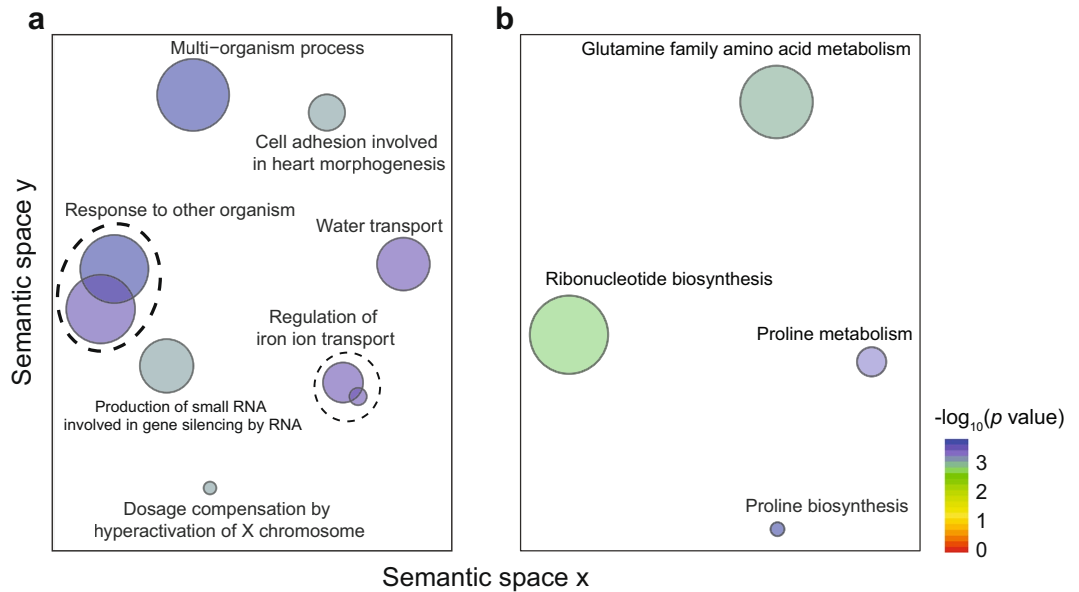 a
Multi−organism process
Cell adhesion involved
in heart morphogenesis
Response to other organism
Water transport
Regulation of
iron ion transport
Production of small RNA
involved in gene silencing by RNA
Dosage compensation by
hyperactivation of X chromosome
Semantic space y
b
Glutamine family amino acid metabolism
Ribonucleotide biosynthesis
Proline metabolism
Proline biosynthesis
-log10(p value)
3
2
1
0
Semantic space x